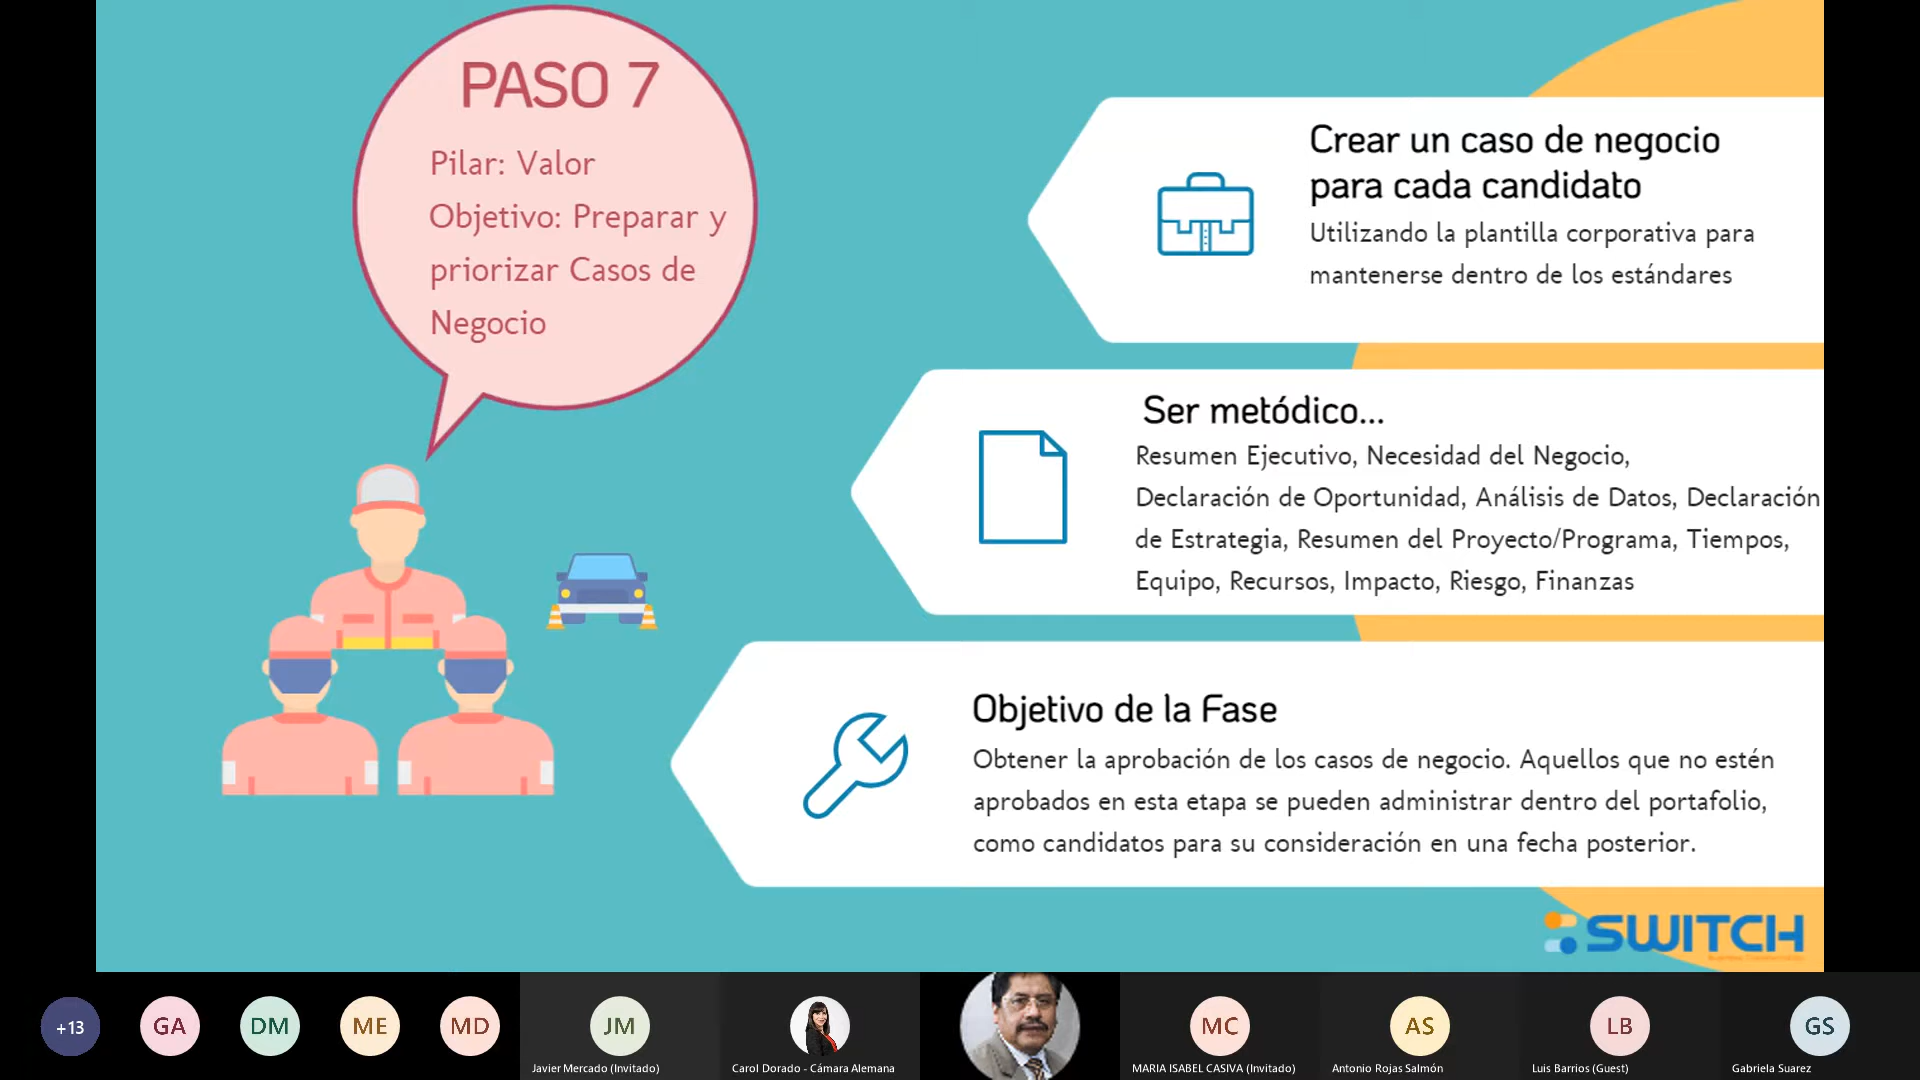 PASO 7
Pilar: Valor
Objetivo: Preparar y
priorizar Casos de
Negocio
Crear un caso de negocio
para cada candidato
Utilizando la plantilla corporativa para
mantenerse dentro de los estándares
Ser metódico...
Resumen Ejecutivo, Necesidad del Negocio,
Declaración de Oportunidad, Análisis de Datos, Declaración
de Estrategia, Resumen del Proyecto/Programa, Tiempos,
Equipo, Recursos, Impacto, Riesgo, Finanzas
Objetivo de la Fase
Obtener la aprobación de los casos de negocio. Aquellos que no estén
aprobados en esta etapa se pueden administrar dentro del portafolio,
como candidatos para su consideración en una fecha posterior.
SWITCH
+13
GA
DM
ME
MD
JM
Javier Mercado (Invitado)
Carol Dorado - Cámara Alemana
MC
MARIA ISABEL CASIVA (Invitado)
AS
Antonio Rojas Salmón
LB
Luis Barrios (Guest)
GS
Gabriela Suarez